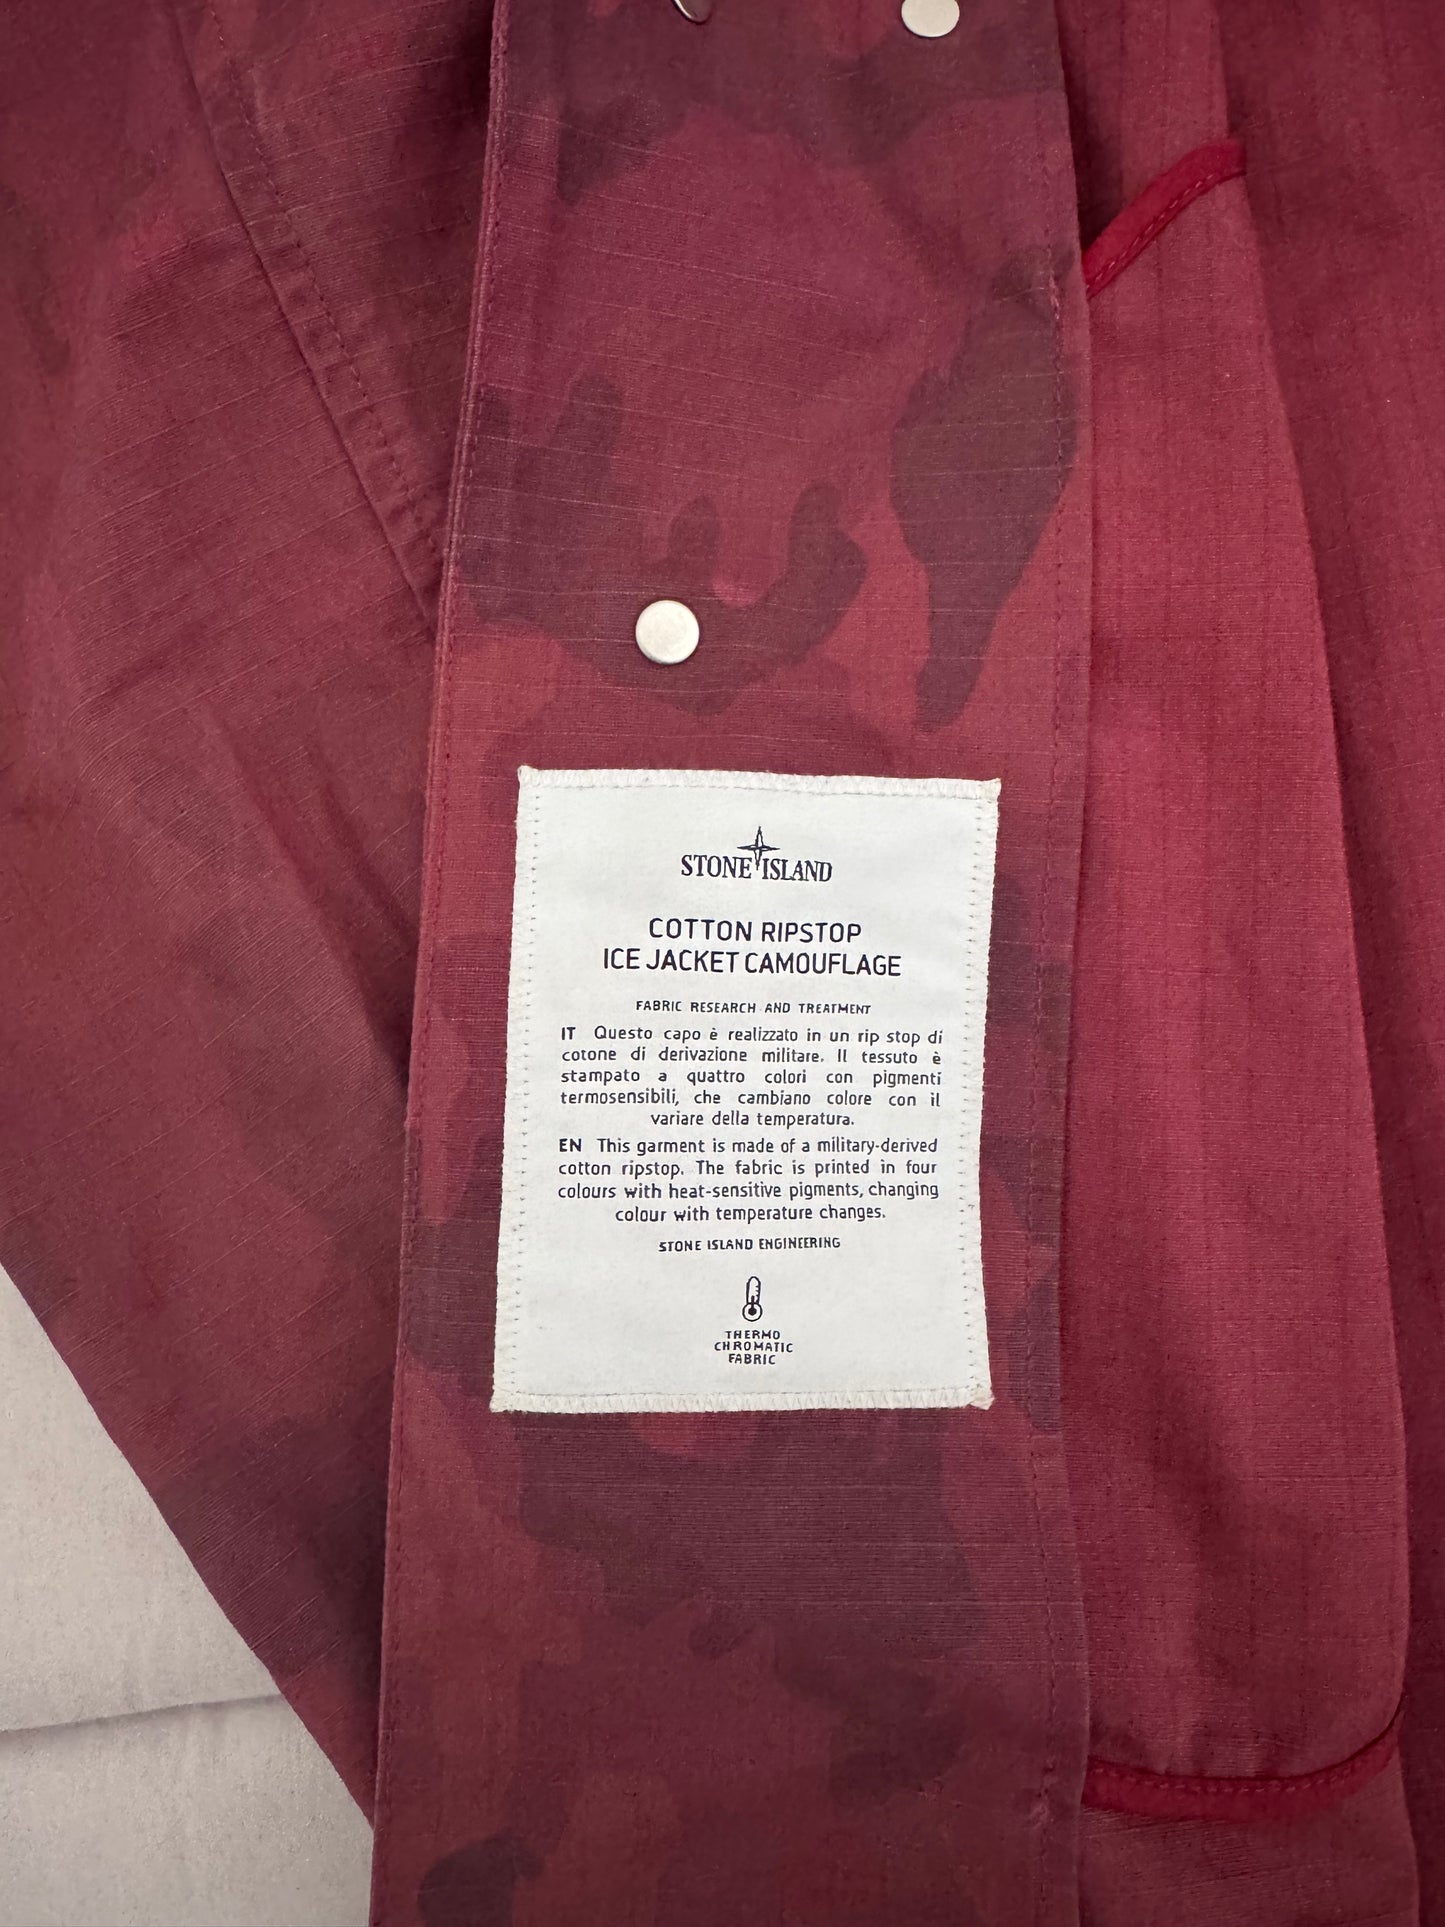 STONE ISLAND
COTTON RIPSTOP
ICE JACKET CAMOUFLAGE
FABRIC RESEARCH AND TREATMENT
IT Questo capo è realizzato in un rip stop di
cotone di derivazione militare. Il tessuto è
stampato a quattro colori con pigmenti
termosensibili, che cambiano colore con il
variare della temperatura.
EN This garment is made of a military-derived
cotton ripstop. The fabric is printed in four
colours with heat-sensitive pigments, changing
colour with temperature changes.
STONE ISLAND ENGINEERING
THERMO
CHROMATIC
FABRIC